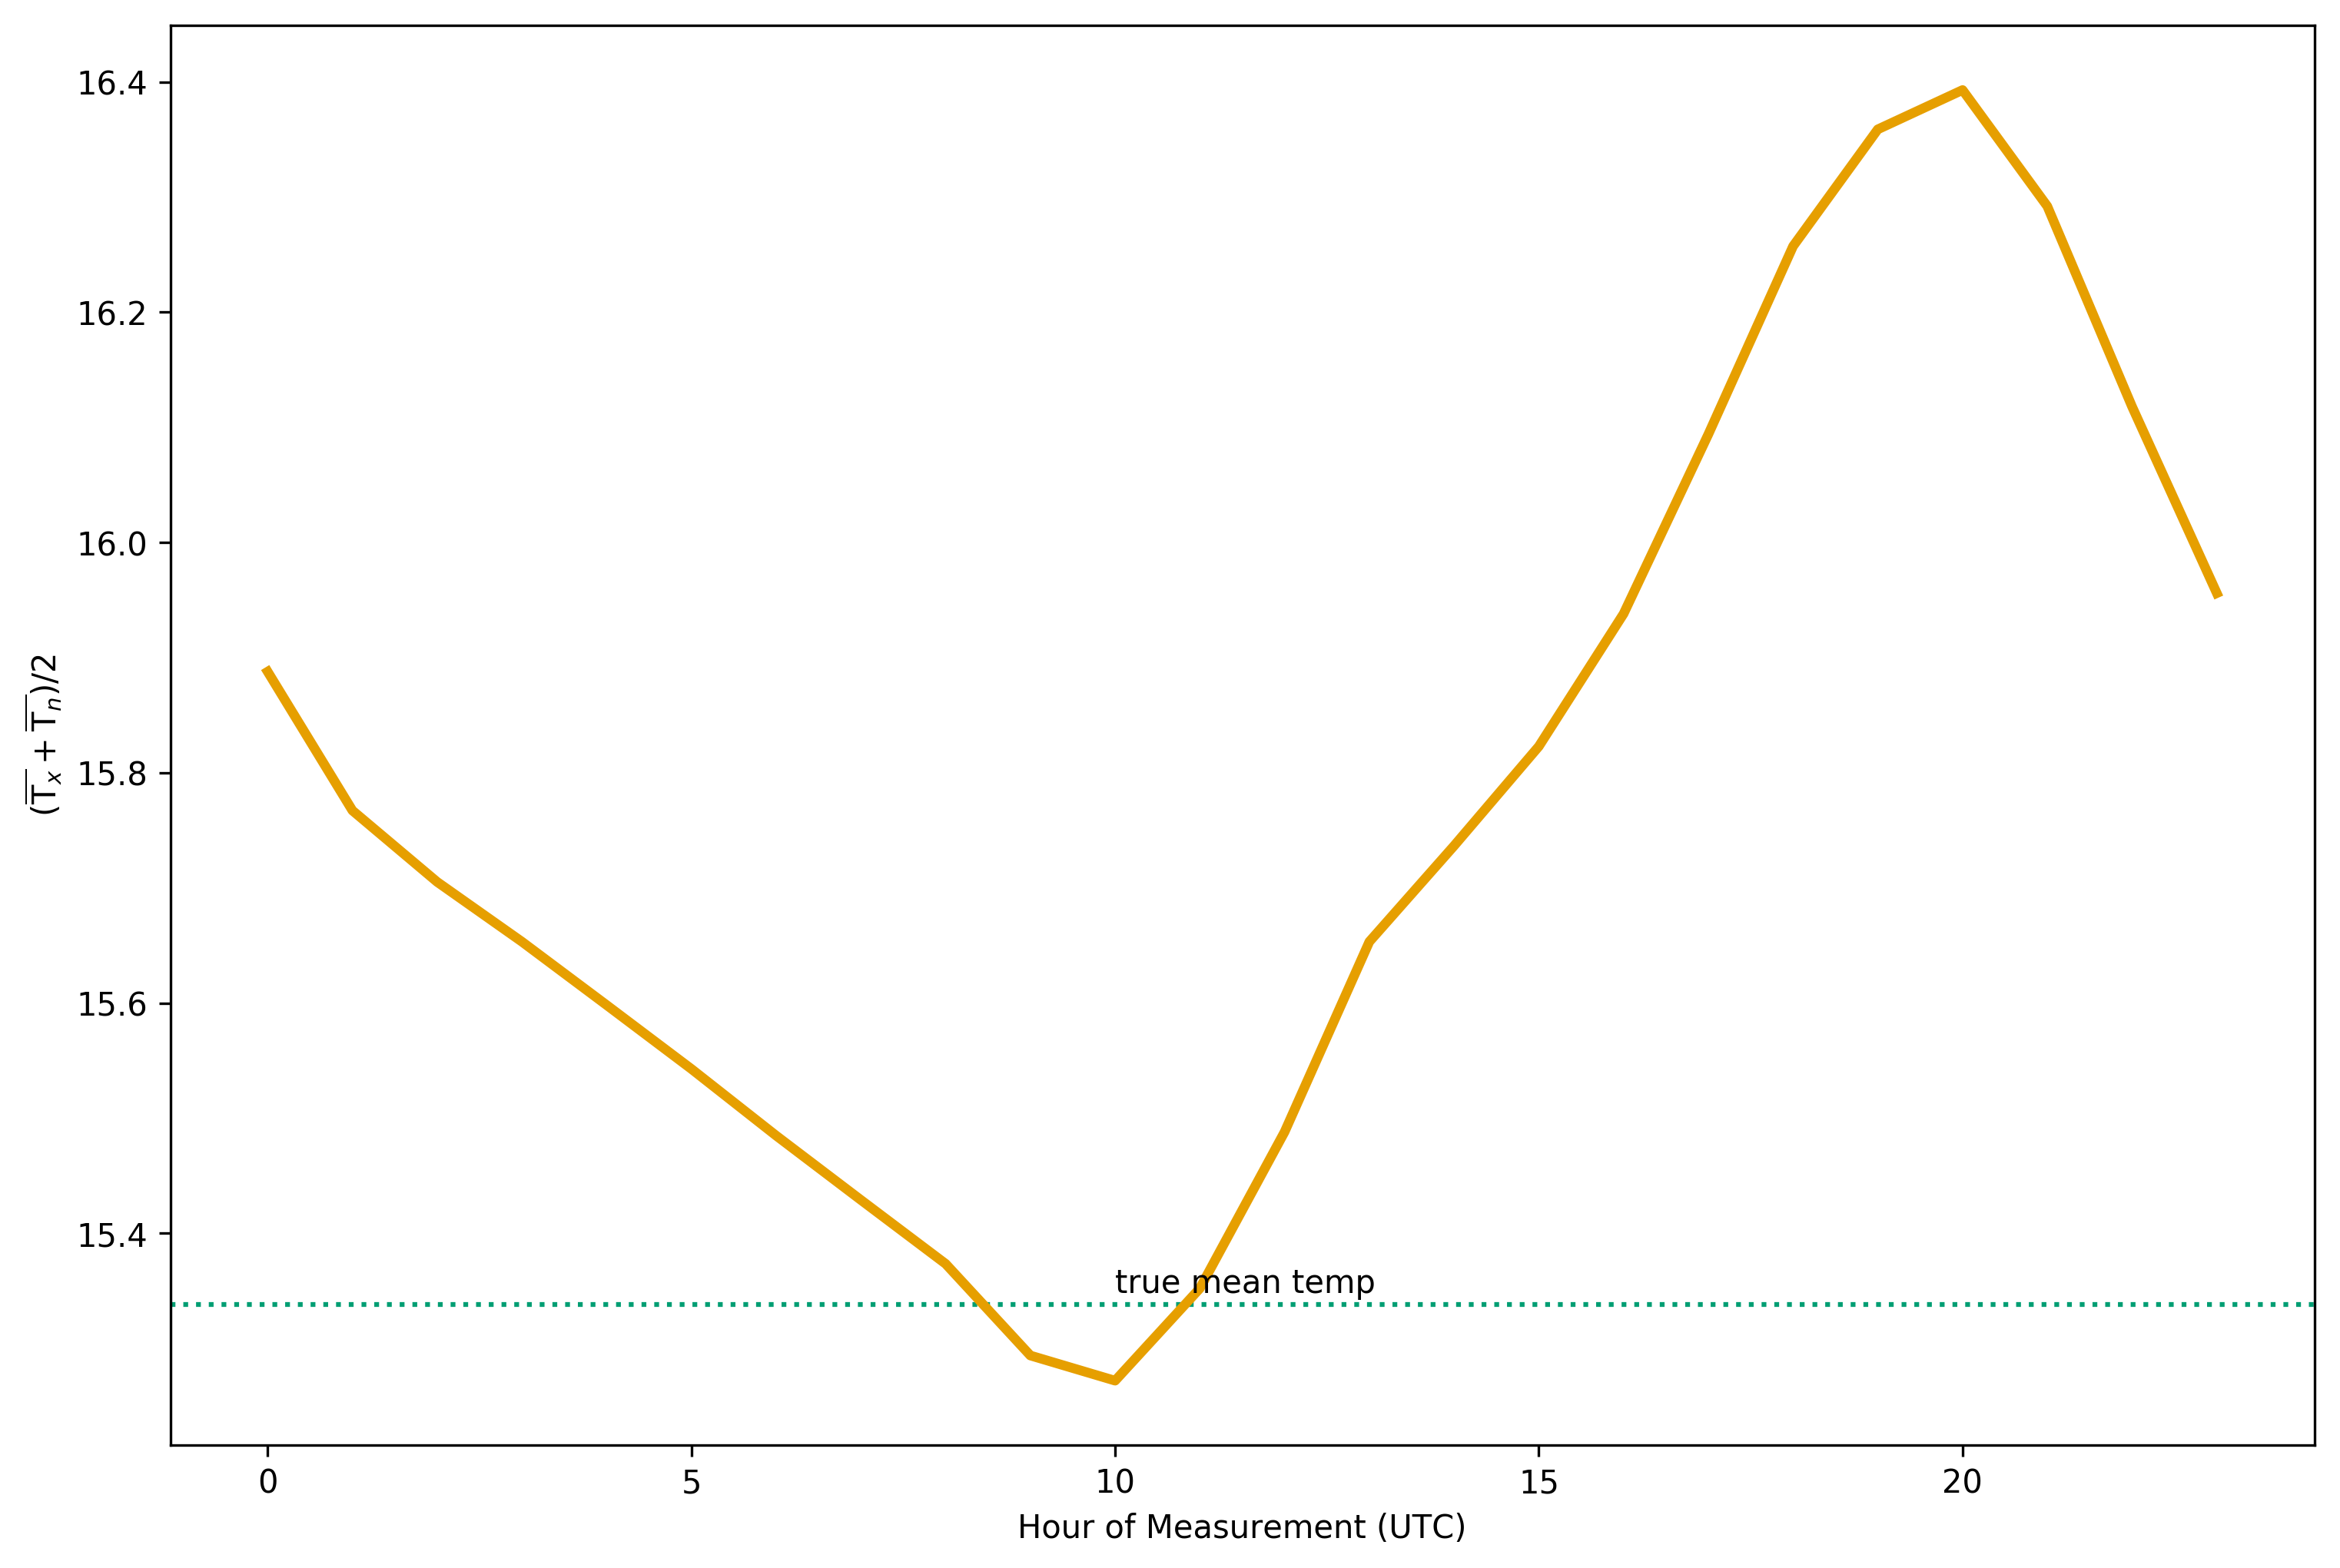 16.4
16.2
16.0
15.8
15.6
15.4
(T̅ₓ + T̅ₙ)/2
true mean temp
0 5 10 15 20
Hour of Measurement (UTC)